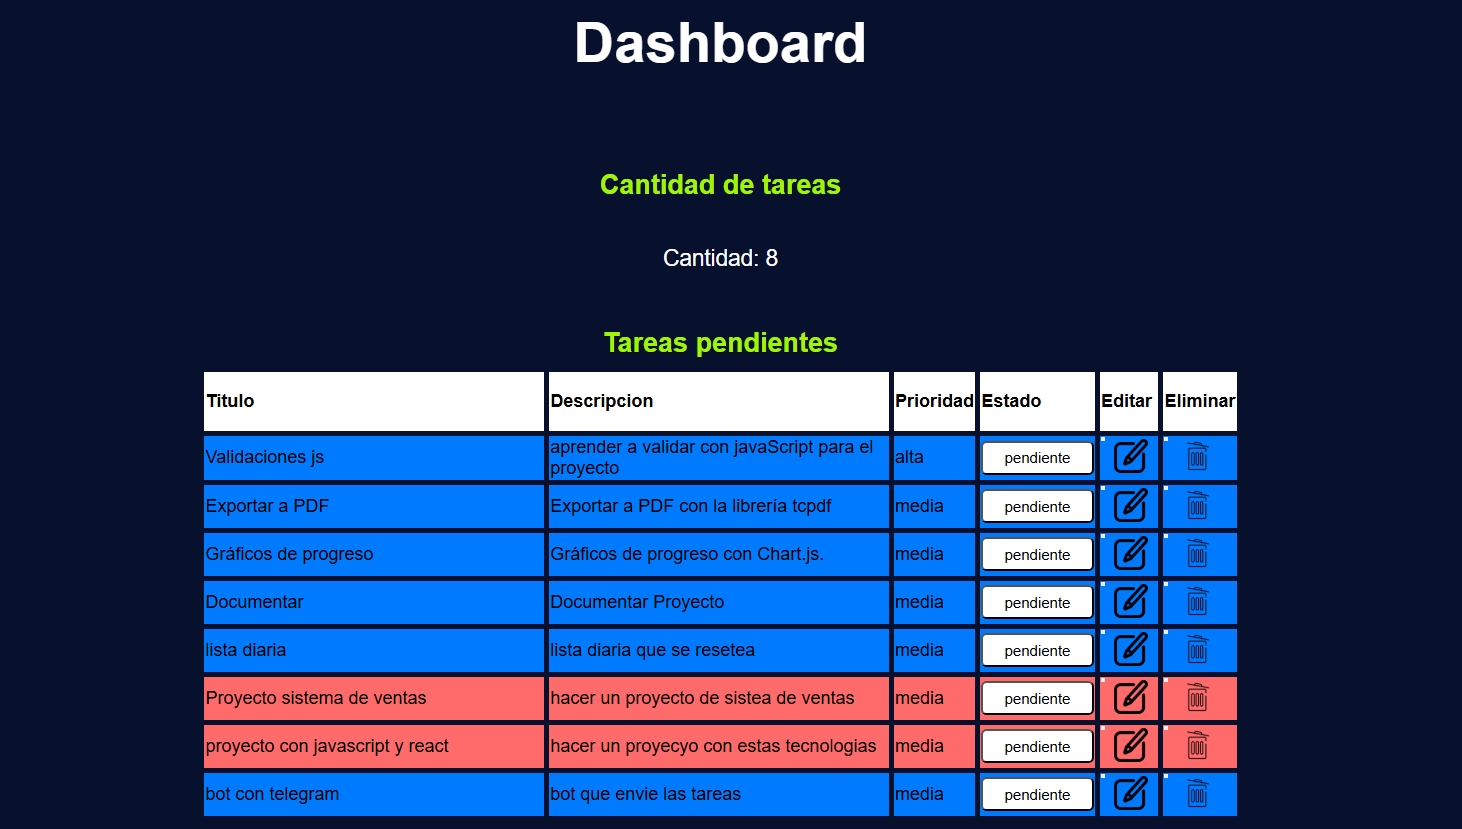 Dashboard
Cantidad de tareas
Cantidad: 8
Tareas pendientes
Titulo Descripcion Prioridad Estado Editar Eliminar
Validaciones js aprender a validar con javaScript para el proyecto alta pendiente
Exportar a PDF Exportar a PDF con la librería tcpdf media pendiente
Gráficos de progreso Gráficos de progreso con Chart.js. media pendiente
Documentar Documentar Proyecto media pendiente
lista diaria lista diaria que se resetea media pendiente
Proyecto sistema de ventas hacer un proyecto de sistea de ventas media pendiente
proyecto con javascript y react hacer un proyecyo con estas tecnologias media pendiente
bot con telegram bot que envie las tareas media pendiente